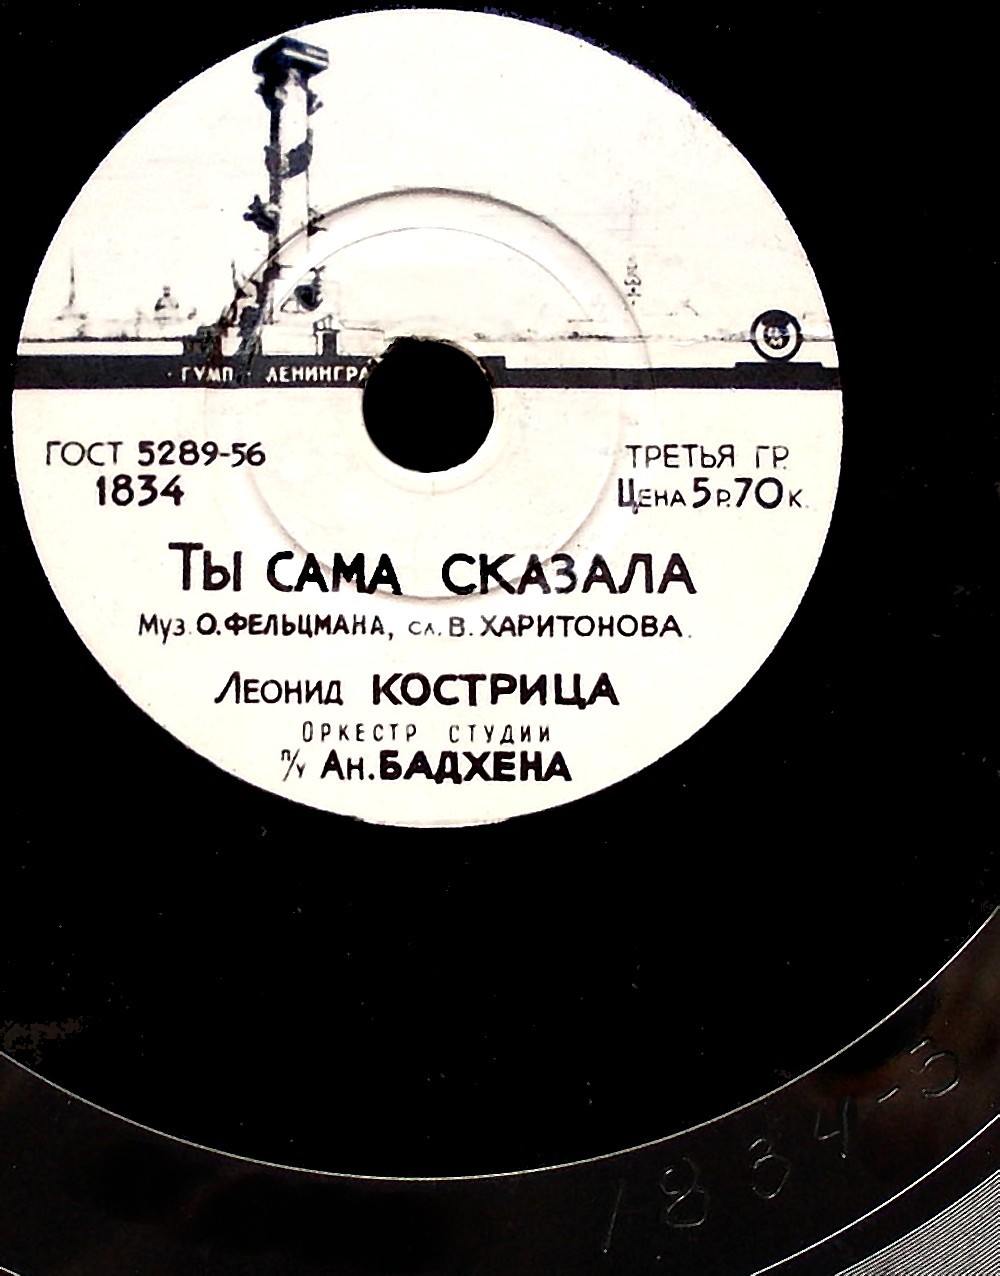 · ГУМП · ЛЕНИНГРА
ГОСТ 5289-56
1834
ТРЕТЬЯ ГР.
ЦЕНА 5 Р. 70 К.
ТЫ САМА СКАЗАЛА
Муз. О. ФЕЛЬЦМАНА, сл. В. ХАРИТОНОВА.
ЛЕОНИД КОСТРИЦА
ОРКЕСТР СТУДИИ
п/у АН. БАДХЕНА
1834-5